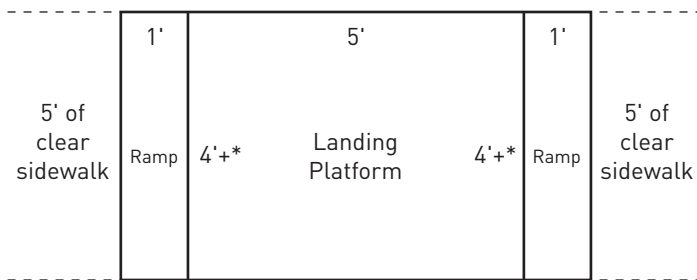 1'
5'
1'
5' of
clear
sidewalk
Ramp
4'+*
Landing
Platform
4'+*
Ramp
5' of
clear
sidewalk